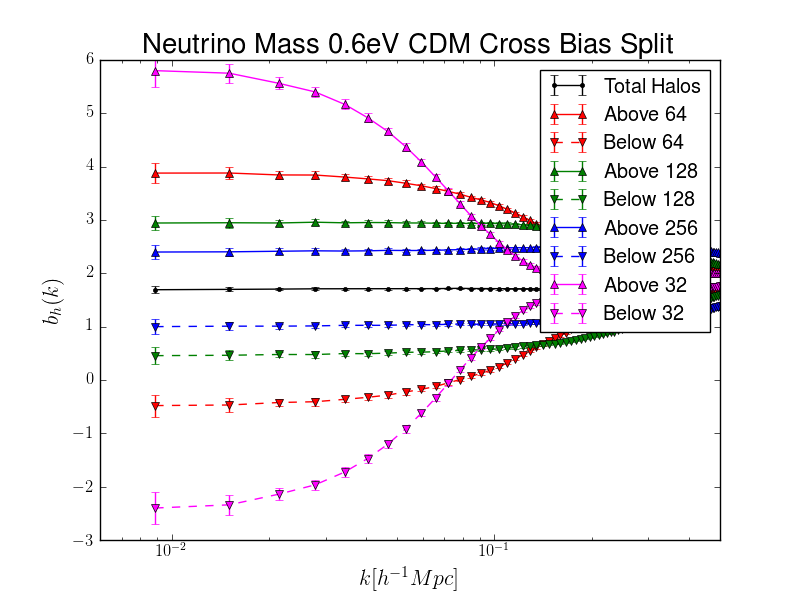 Neutrino Mass 0.6eV CDM Cross Bias Split
6
5
4
3
2
1
0
−1
−2
−3
b_h(k)
Total Halos
Above 64
Below 64
Above 128
Below 128
Above 256
Below 256
Above 32
Below 32
10^{-2}
10^{-1}
k[h^{-1}Mpc]